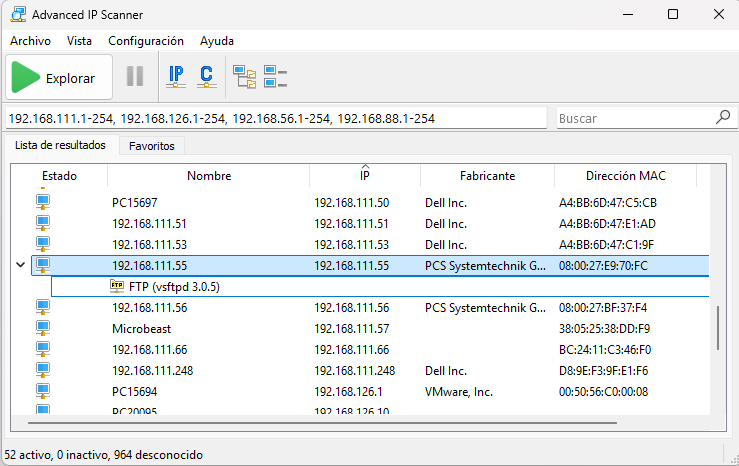 Advanced IP Scanner
Archivo Vista Configuración Ayuda
Explorar IP C
192.168.111.1-254, 192.168.126.1-254, 192.168.56.1-254, 192.168.88.1-254 Buscar
Lista de resultados Favoritos
Estado Nombre IP Fabricante Dirección MAC
PC15697 192.168.111.50 Dell Inc. A4:BB:6D:47:C5:CB
192.168.111.51 192.168.111.51 Dell Inc. A4:BB:6D:47:E1:AD
192.168.111.53 192.168.111.53 Dell Inc. A4:BB:6D:47:C1:9F
192.168.111.55 192.168.111.55 PCS Systemtechnik G... 08:00:27:E9:70:FC
FTP FTP (vsftpd 3.0.5)
192.168.111.56 192.168.111.56 PCS Systemtechnik G... 08:00:27:BF:37:F4
Microbeast 192.168.111.57 38:05:25:38:DD:F9
192.168.111.66 192.168.111.66 BC:24:11:C3:46:F0
192.168.111.248 192.168.111.248 Dell Inc. D8:9E:F3:9F:E1:F6
PC15694 192.168.126.1 VMware, Inc. 00:50:56:C0:00:08
PC20095 192.168.126.10
52 activo, 0 inactivo, 964 desconocido